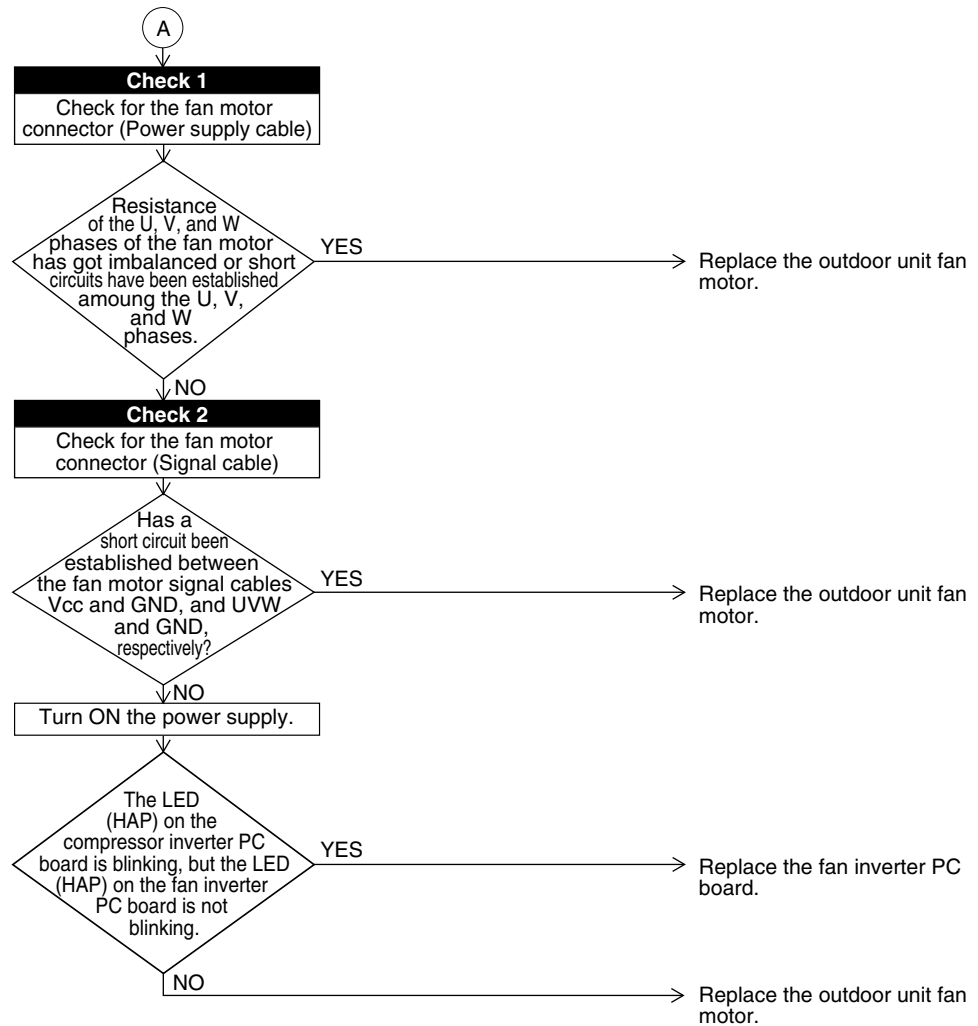 A
Check 1
Check for the fan motor
connector (Power supply cable)
Resistance
of the U, V, and W
phases of the fan motor
has got imbalanced or short
circuits have been established
amoung the U, V,
and W
phases.
YES
Replace the outdoor unit fan
motor.
NO
Check 2
Check for the fan motor
connector (Signal cable)
Has a
short circuit been
established between
the fan motor signal cables
Vcc and GND, and UVW
and GND,
respectively?
YES
Replace the outdoor unit fan
motor.
NO
Turn ON the power supply.
The LED
(HAP) on the
compressor inverter PC
board is blinking, but the LED
(HAP) on the fan inverter
PC board is not
blinking.
YES
Replace the fan inverter PC
board.
NO
Replace the outdoor unit fan
motor.